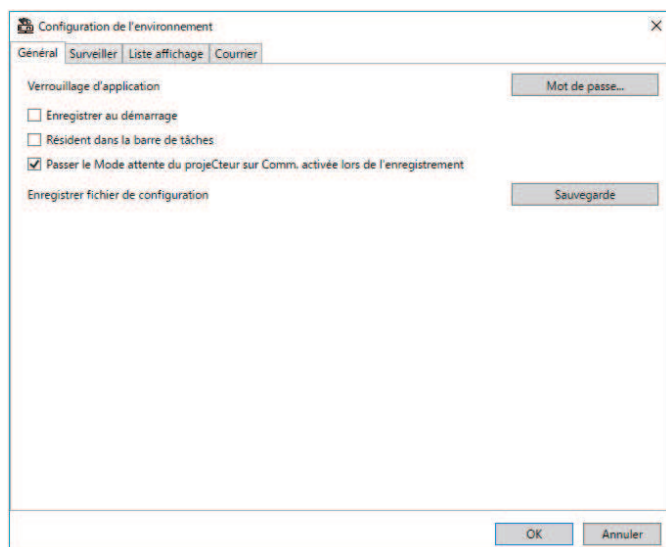 Configuration de l'environnement
Général Surveiller Liste affichage Courrier
Verrouillage d'application Mot de passe...
Enregistrer au démarrage
Résident dans la barre de tâches
Passer le Mode attente du projeCteur sur Comm. activée lors de l'enregistrement
Enregistrer fichier de configuration Sauvegarde
OK Annuler